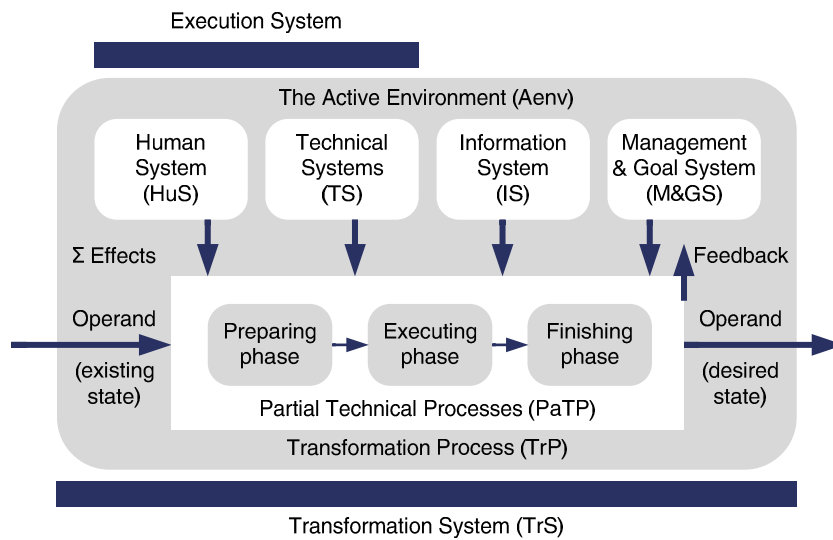 Execution System
The Active Environment (Aenv)
Human
System
(HuS)
Technical
Systems
(TS)
Information
System
(IS)
Management
& Goal System
(M&GS)
Σ Effects
Feedback
Operand
(existing
state)
Preparing
phase
Executing
phase
Finishing
phase
Operand
(desired
state)
Partial Technical Processes (PaTP)
Transformation Process (TrP)
Transformation System (TrS)